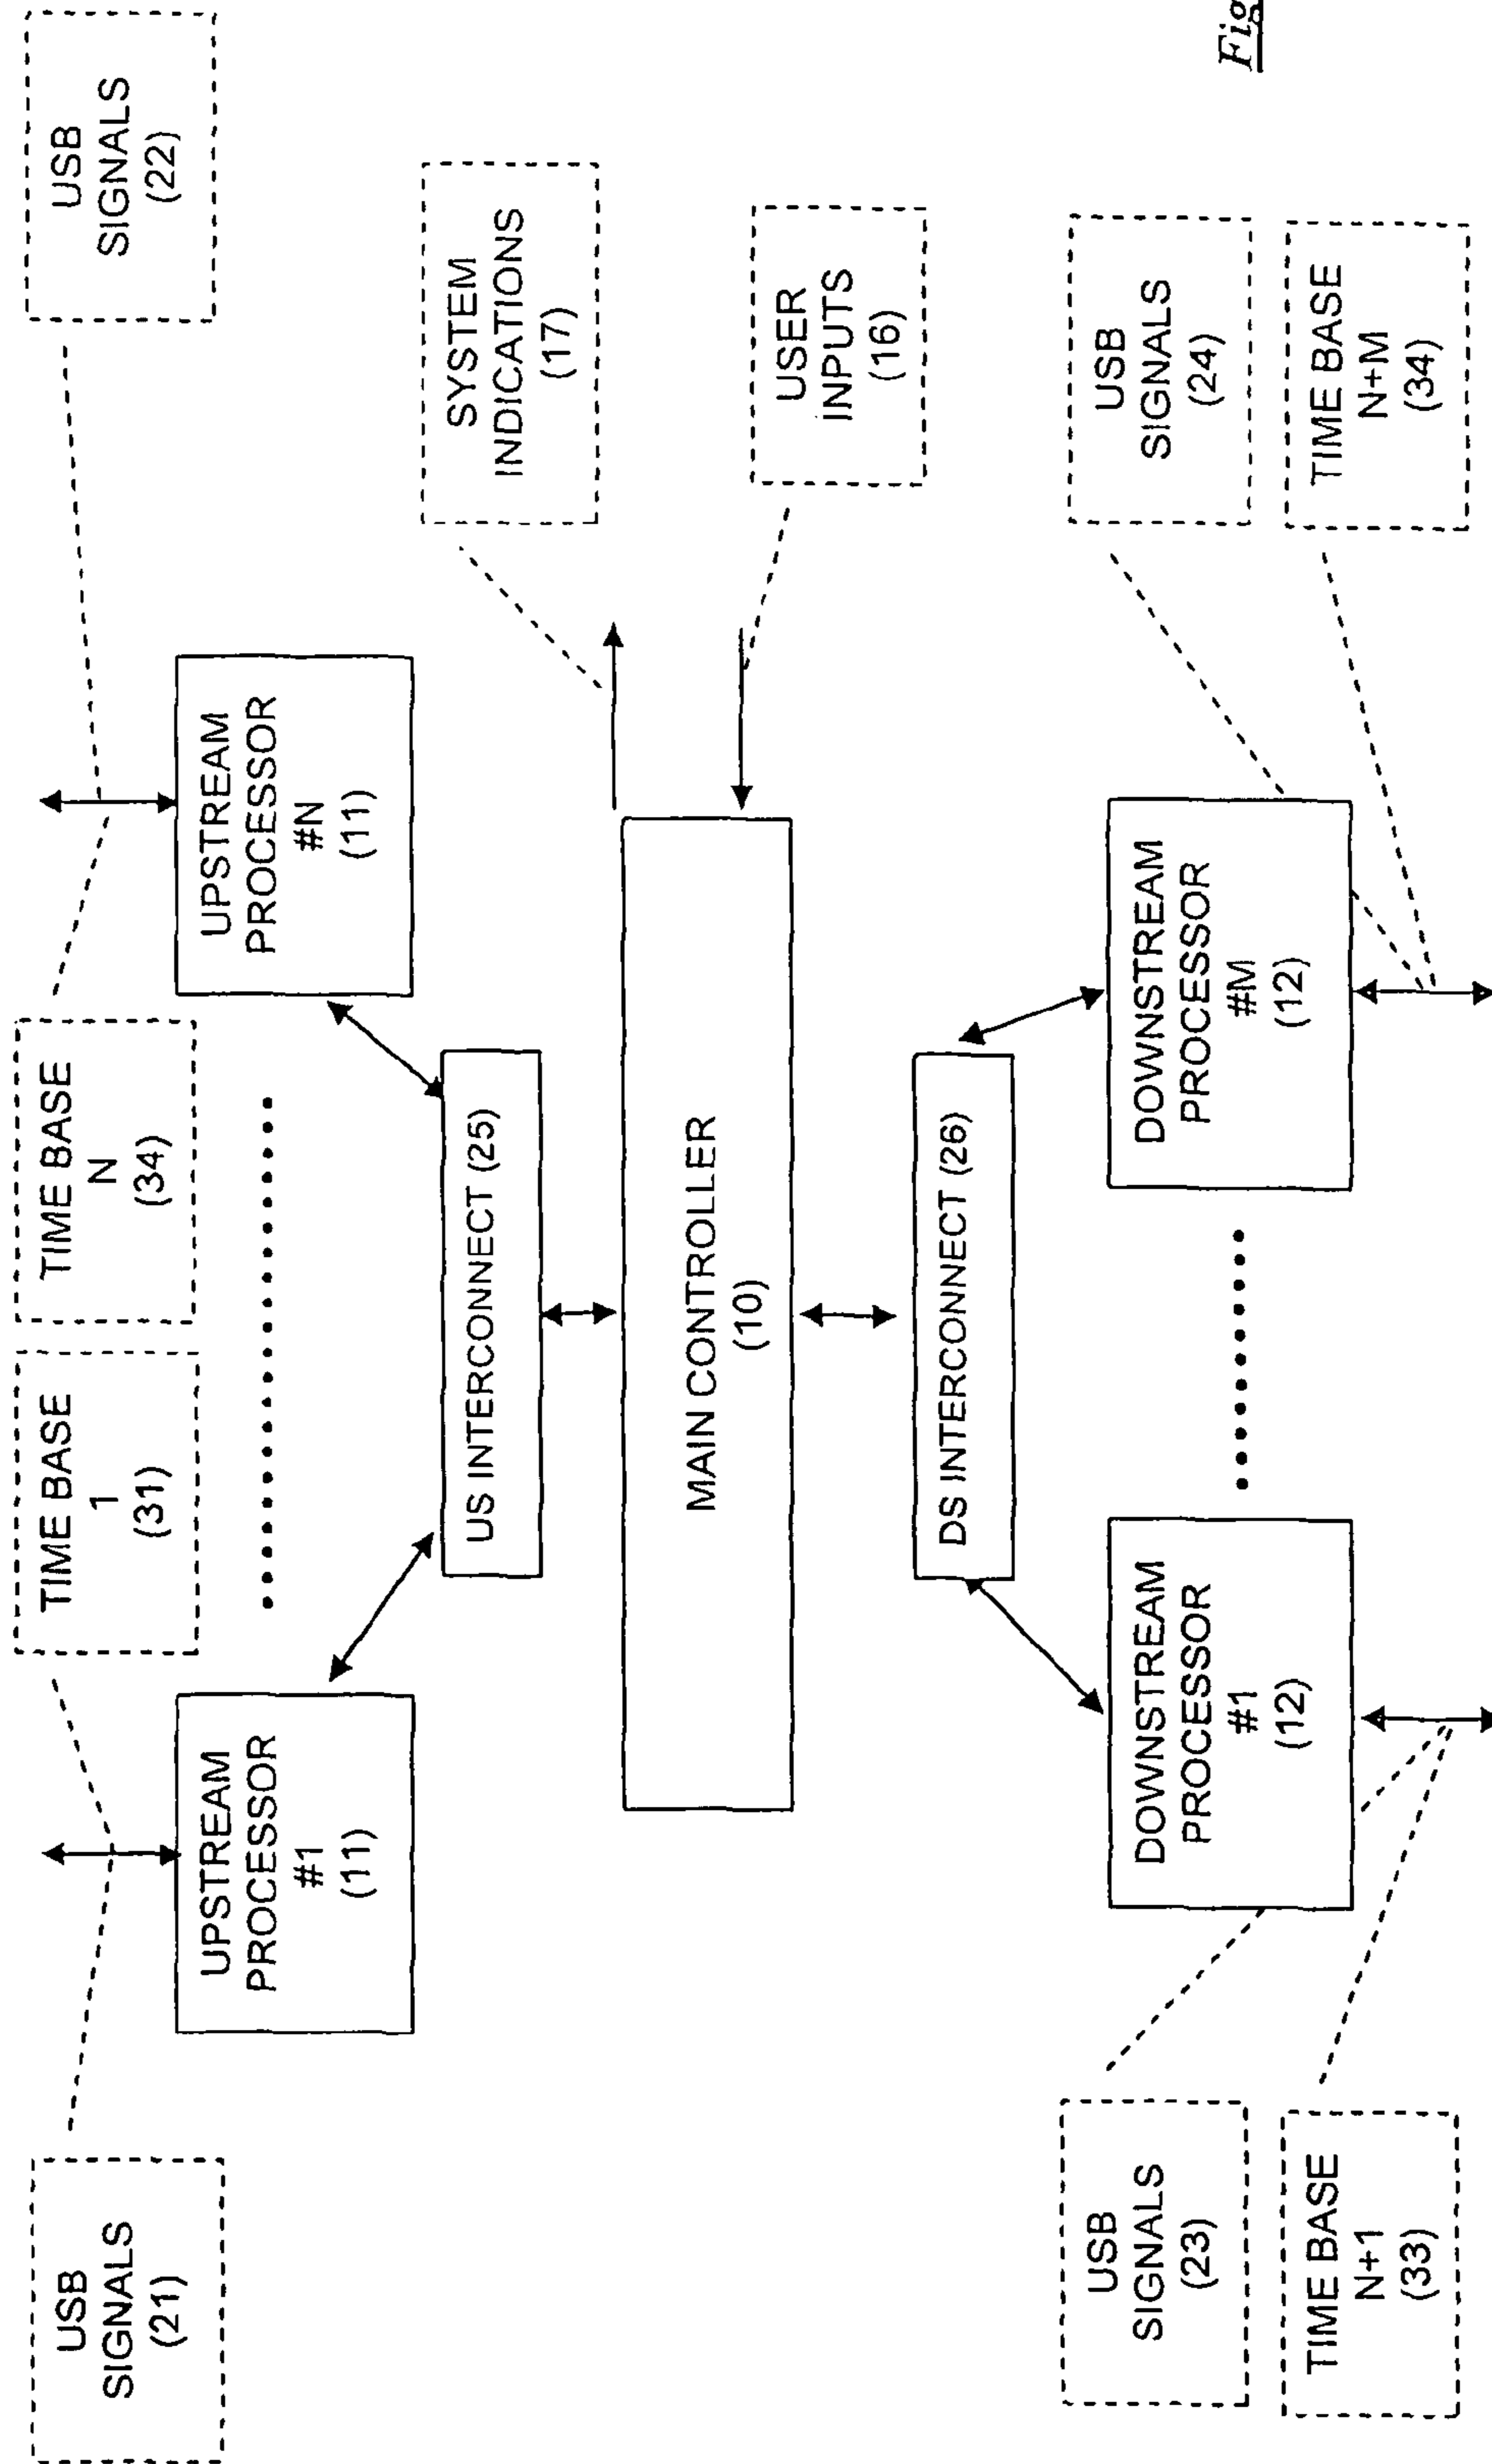 USB
SIGNALS
(21)
TIME BASE
1
(31)
TIME BASE
N
(34)
USB
SIGNALS
(22)
UPSTREAM
PROCESSOR
#1
(11)
UPSTREAM
PROCESSOR
#N
(11)
SYSTEM
INDICATIONS
(17)
US INTERCONNECT (25)
MAIN CONTROLLER
(10)
USER
INPUTS
(16)
DS INTERCONNECT (26)
USB
SIGNALS
(23)
TIME BASE
N+1
(33)
DOWNSTREAM
PROCESSOR
#1
(12)
DOWNSTREAM
PROCESSOR
#M
(12)
USB
SIGNALS
(24)
TIME BASE
N+M
(34)
Fig